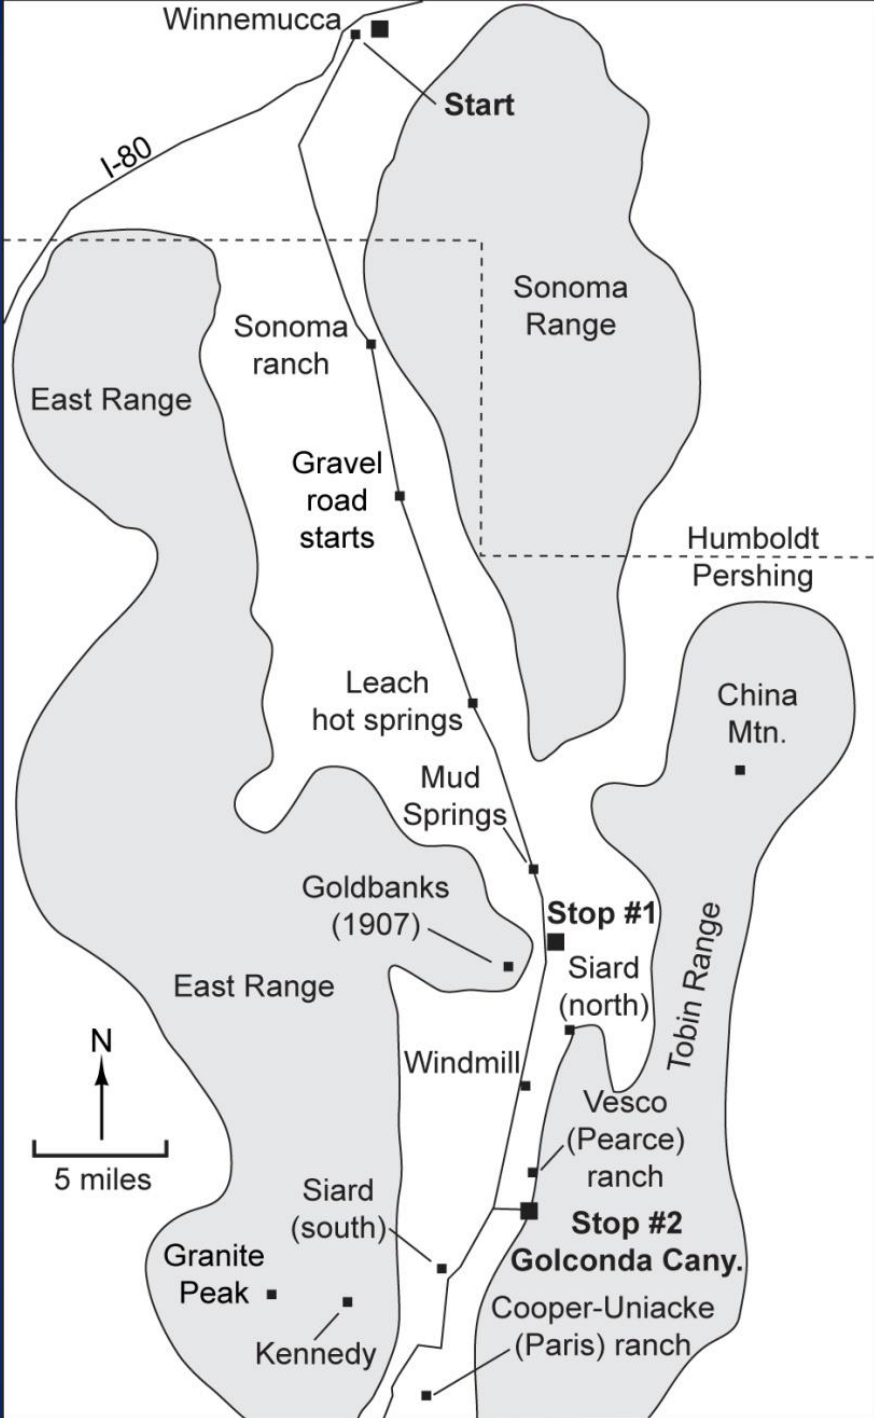 Winnemucca
Start
I-80
Sonoma
Range
Sonoma
ranch
East Range
Gravel
road
starts
Humboldt
Pershing
Leach
hot springs
China
Mtn.
Mud
Springs
Goldbanks
(1907)
Stop #1
Siard
(north)
Tobin Range
East Range
N
5 miles
Windmill
Vesco
(Pearce)
ranch
Siard
(south)
Stop #2
Golconda Cany.
Granite
Peak
Kennedy
Cooper-Uniacke
(Paris) ranch